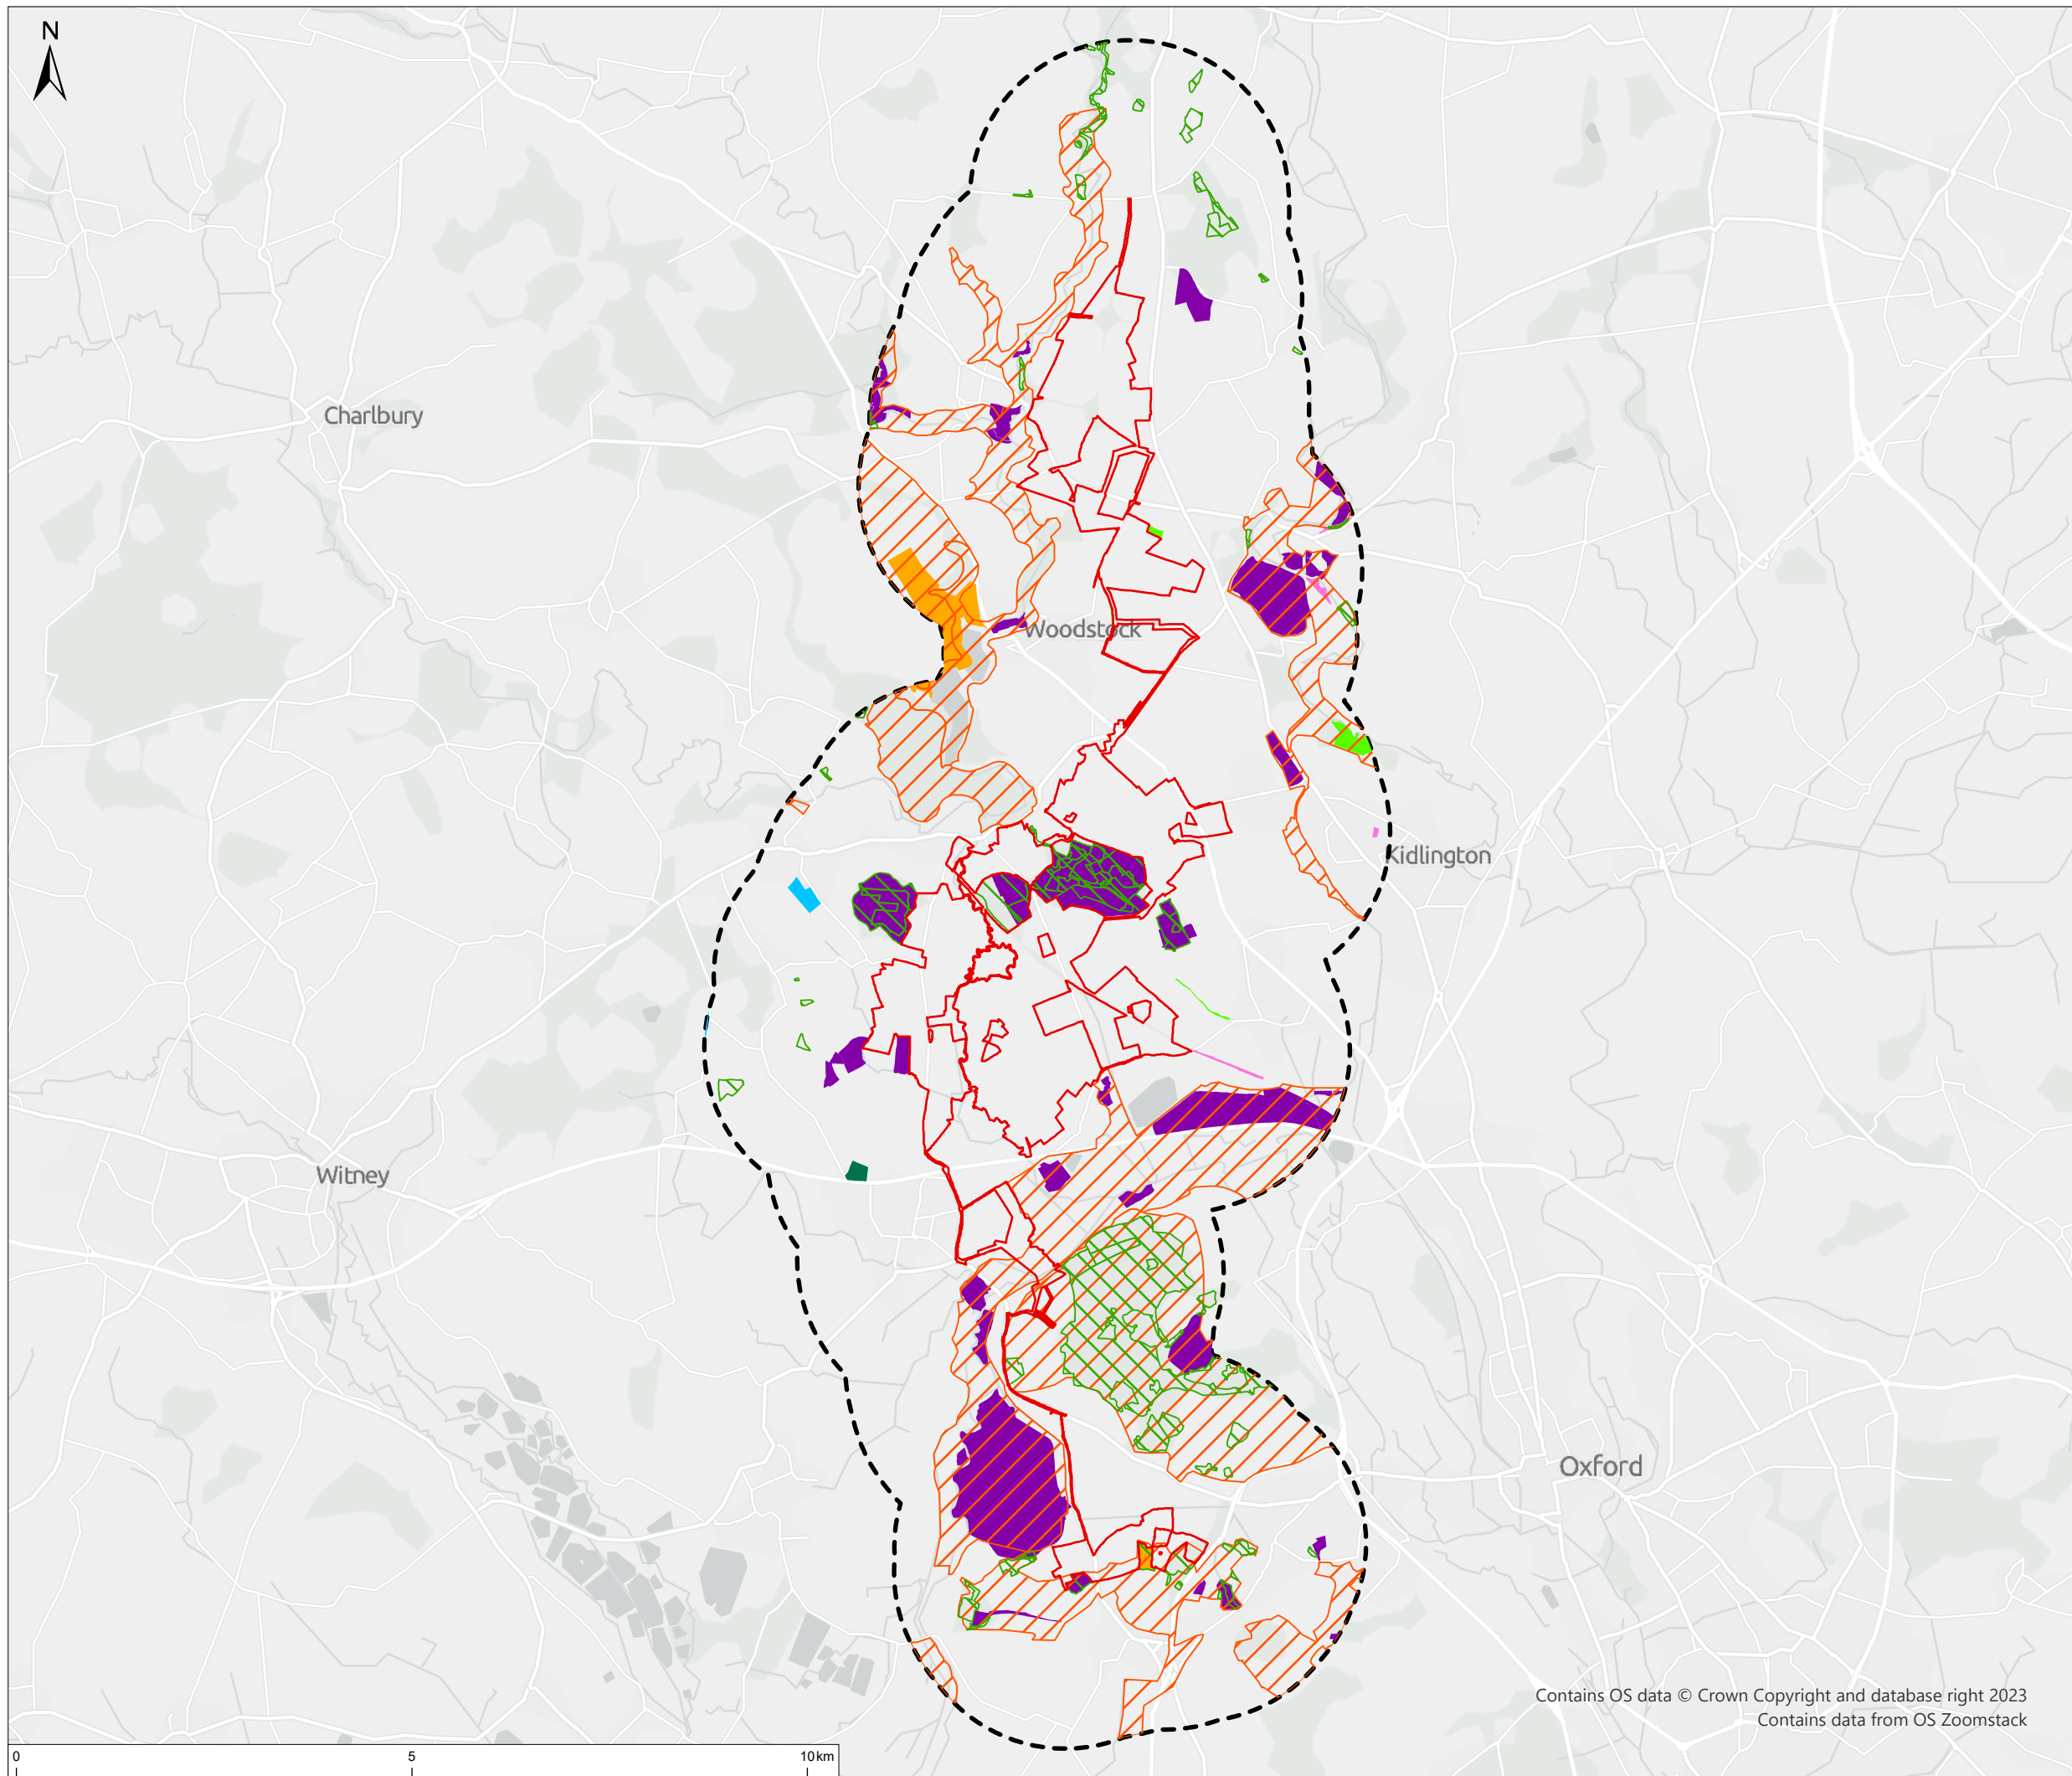 N
Charlbury
Woodstock
Kidlington
Witney
Oxford
Contains OS data © Crown Copyright and database right 2023
Contains data from OS Zoomstack
0 5 10km